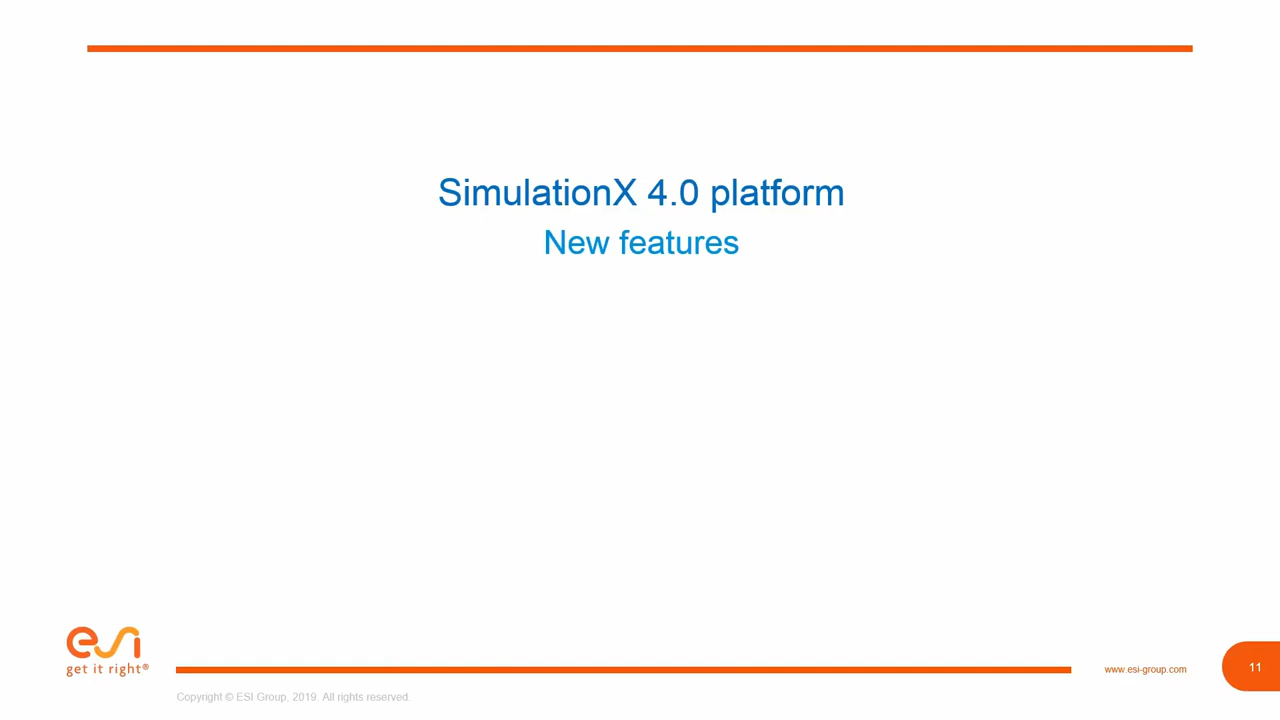 SimulationX 4.0 platform
New features
esi
get it right®
www.esi-group.com
11
Copyright © ESI Group, 2019. All rights reserved.